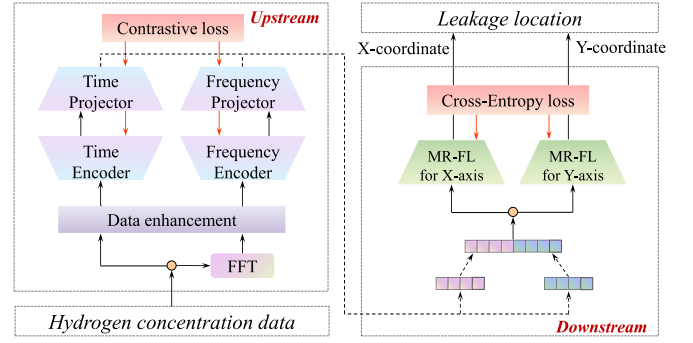 Contrastive loss
Upstream
Time
Projector
Frequency
Projector
Time
Encoder
Frequency
Encoder
Data enhancement
FFT
Hydrogen concentration data
Leakage location
X-coordinate
Y-coordinate
Cross-Entropy loss
MR-FL
for X-axis
MR-FL
for Y-axis
Downstream